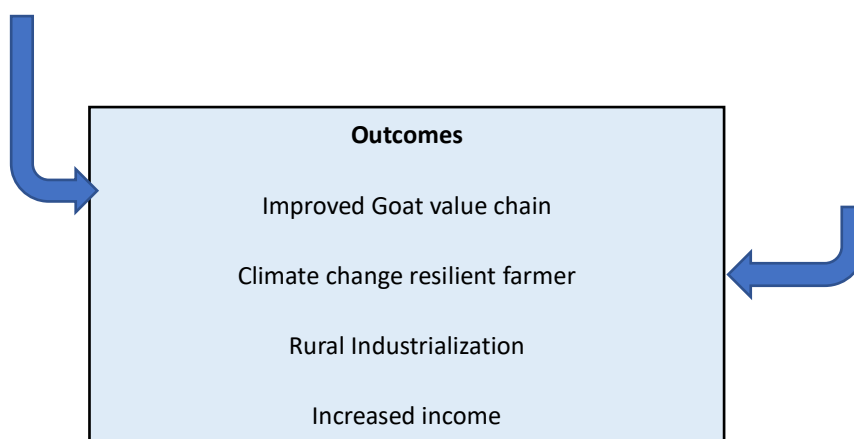 Outcomes
Improved Goat value chain
Climate change resilient farmer
Rural Industrialization
Increased income